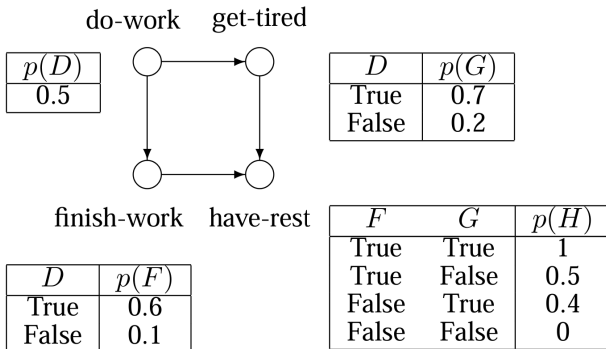 do-work get-tired
p(D)
0.5
D p(G)
True 0.7
False 0.2
finish-work have-rest
D p(F)
True 0.6
False 0.1
F G p(H)
True True 1
True False 0.5
False True 0.4
False False 0